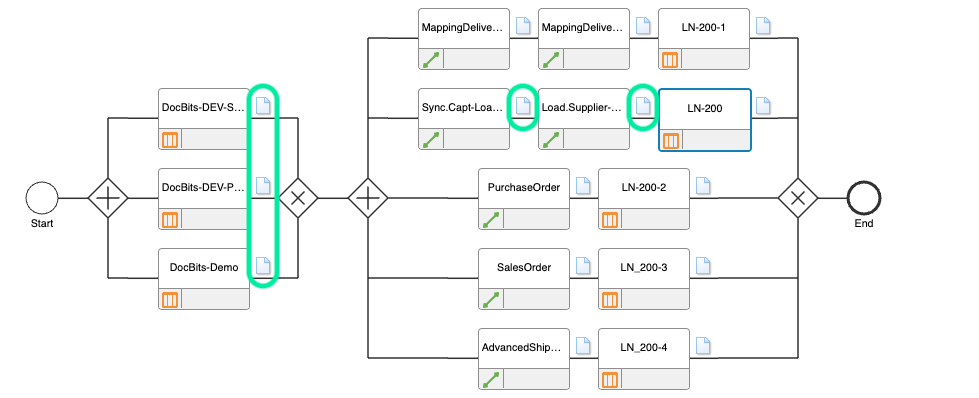 MappingDelive...
MappingDelive...
LN-200-1
DocBits-DEV-S...
Sync.Capt-Loa...
Load.Supplier-...
LN-200
DocBits-DEV-P...
PurchaseOrder
LN-200-2
Start
End
DocBits-Demo
SalesOrder
LN_200-3
AdvancedShip...
LN_200-4